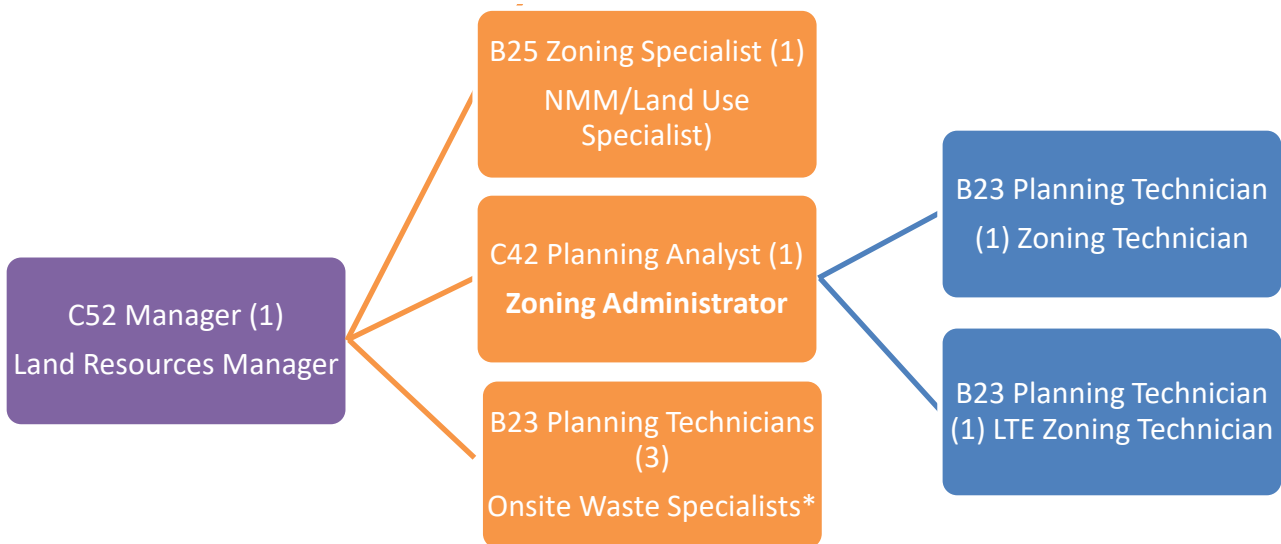 B25 Zoning Specialist (1)
NMM/Land Use
Specialist)
C52 Manager (1)
Land Resources Manager
C42 Planning Analyst (1)
Zoning Administrator
B23 Planning Technicians
(3)
Onsite Waste Specialists*
B23 Planning Technician
(1) Zoning Technician
B23 Planning Technician
(1) LTE Zoning Technician